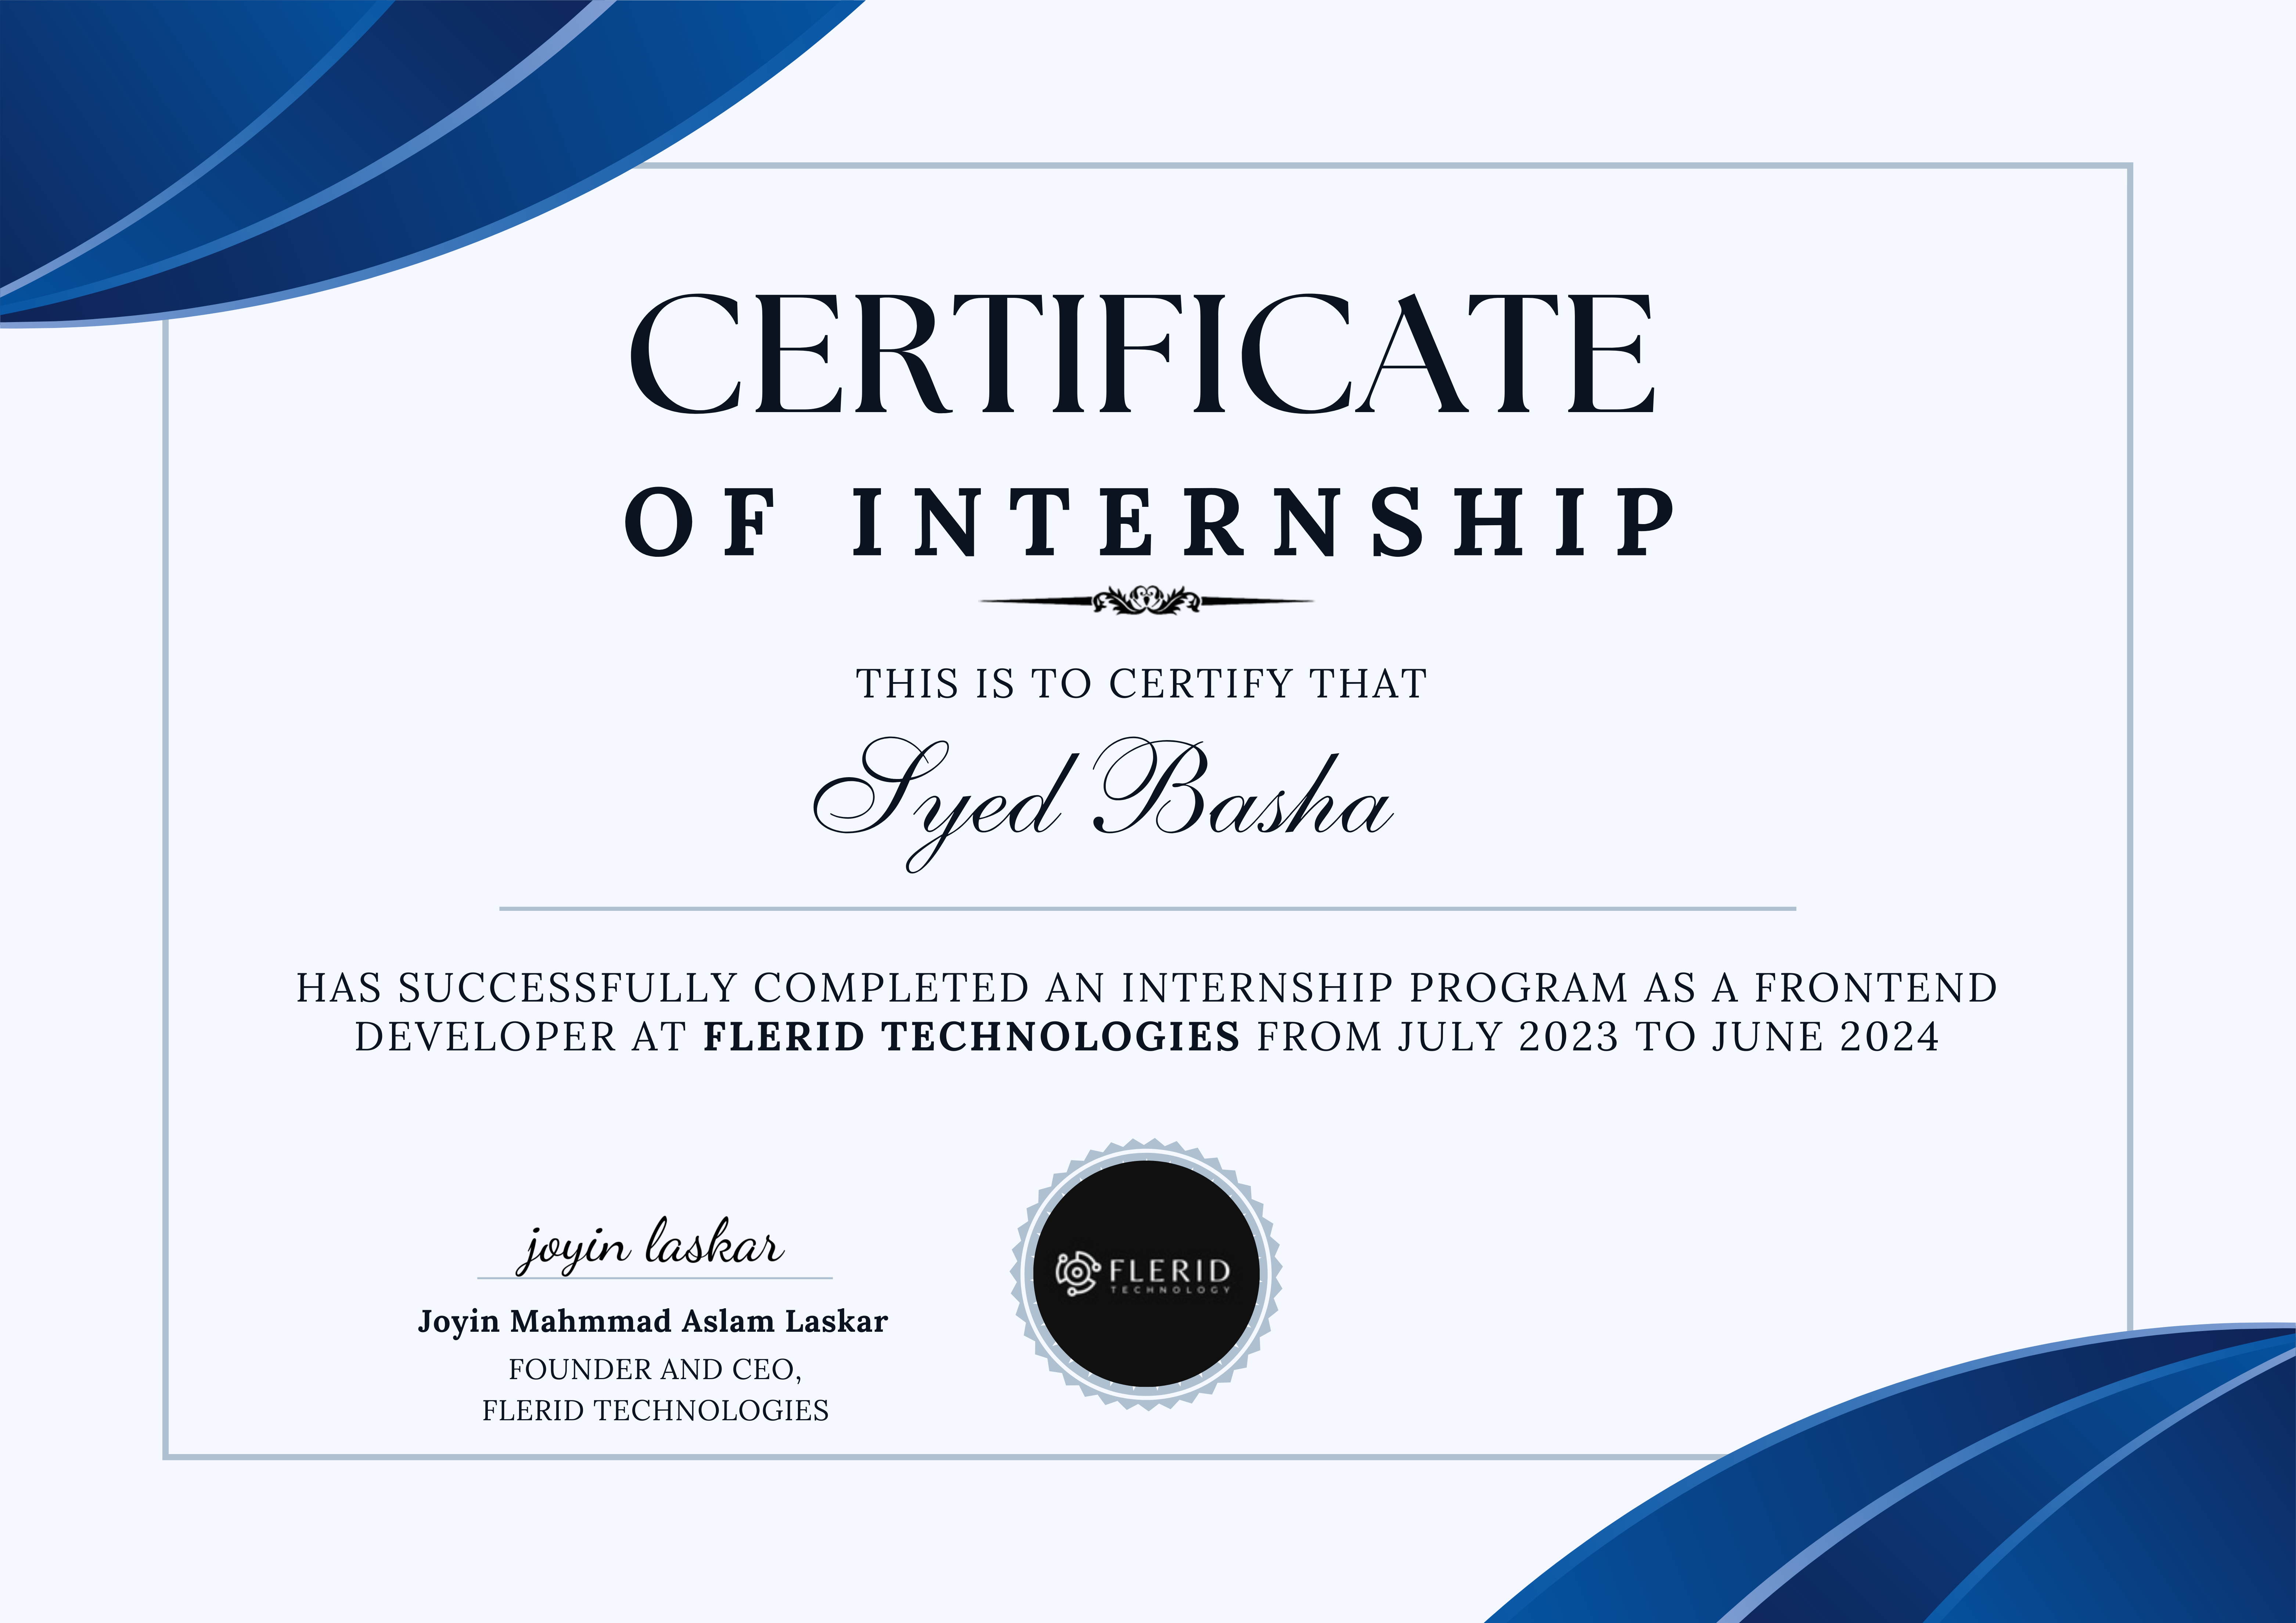 CERTIFICATE
OF INTERNSHIP
THIS IS TO CERTIFY THAT
Syed Basha
HAS SUCCESSFULLY COMPLETED AN INTERNSHIP PROGRAM AS A FRONTEND
DEVELOPER AT FLERID TECHNOLOGIES FROM JULY 2023 TO JUNE 2024
joyin laskar
Joyin Mahmmad Aslam Laskar
FOUNDER AND CEO,
FLERID TECHNOLOGIES
FLERID
TECHNOLOGY